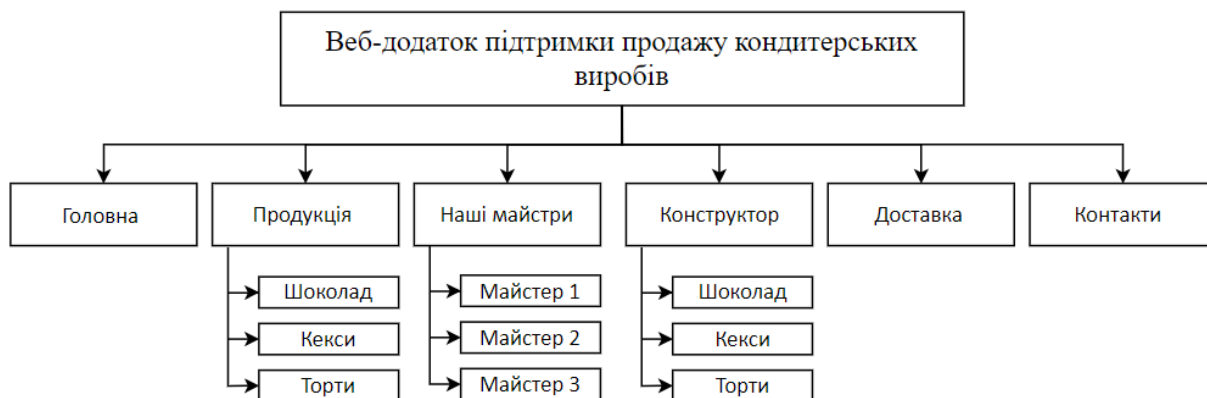 Веб-додаток підтримки продажу кондитерських
виробів
Головна
Продукція
Наші майстри
Конструктор
Доставка
Контакти
Шоколад
Майстер 1
Шоколад
Кекси
Майстер 2
Кекси
Торти
Майстер 3
Торти